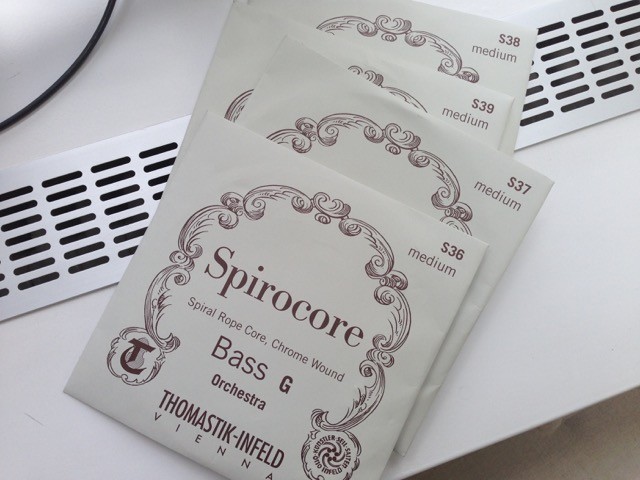 S38
medium
S39
medium
S37
medium
S36
medium
Spirocore
Spiral Rope Core, Chrome Wound
Bass G
Orchestra
THOMASTIK-INFELD
VIENNA
T